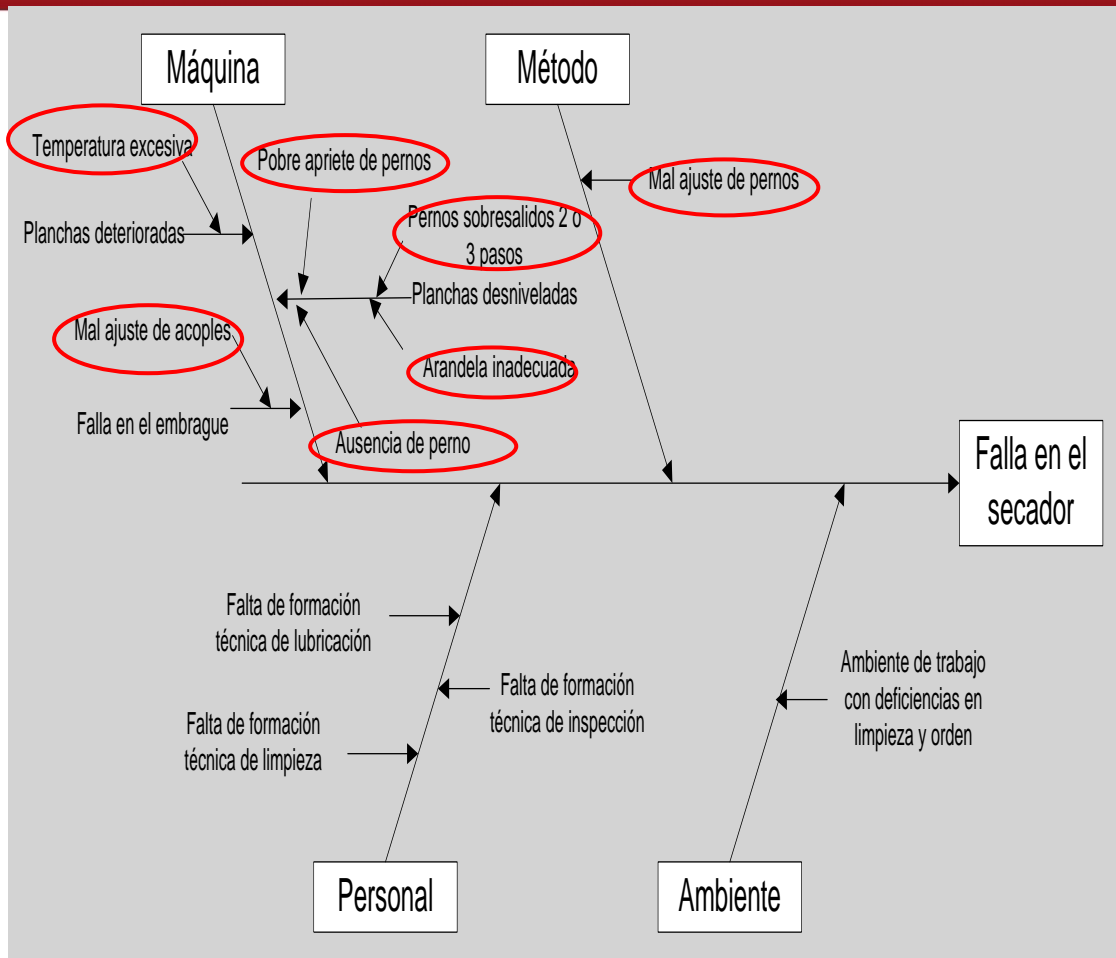 Máquina
Método
Temperatura excesiva
Pobre apriete de pernos
Mal ajuste de pernos
Planchas deterioradas
Pernos sobresalidos 2 o
3 pasos
Planchas desniveladas
Mal ajuste de acoples
Arandela inadecuada
Falla en el embrague
Ausencia de perno
Falla en el
secador
Falta de formación
técnica de lubricación
Falta de formación
técnica de inspección
Falta de formación
técnica de limpieza
Ambiente de trabajo
con deficiencias en
limpieza y orden
Personal
Ambiente